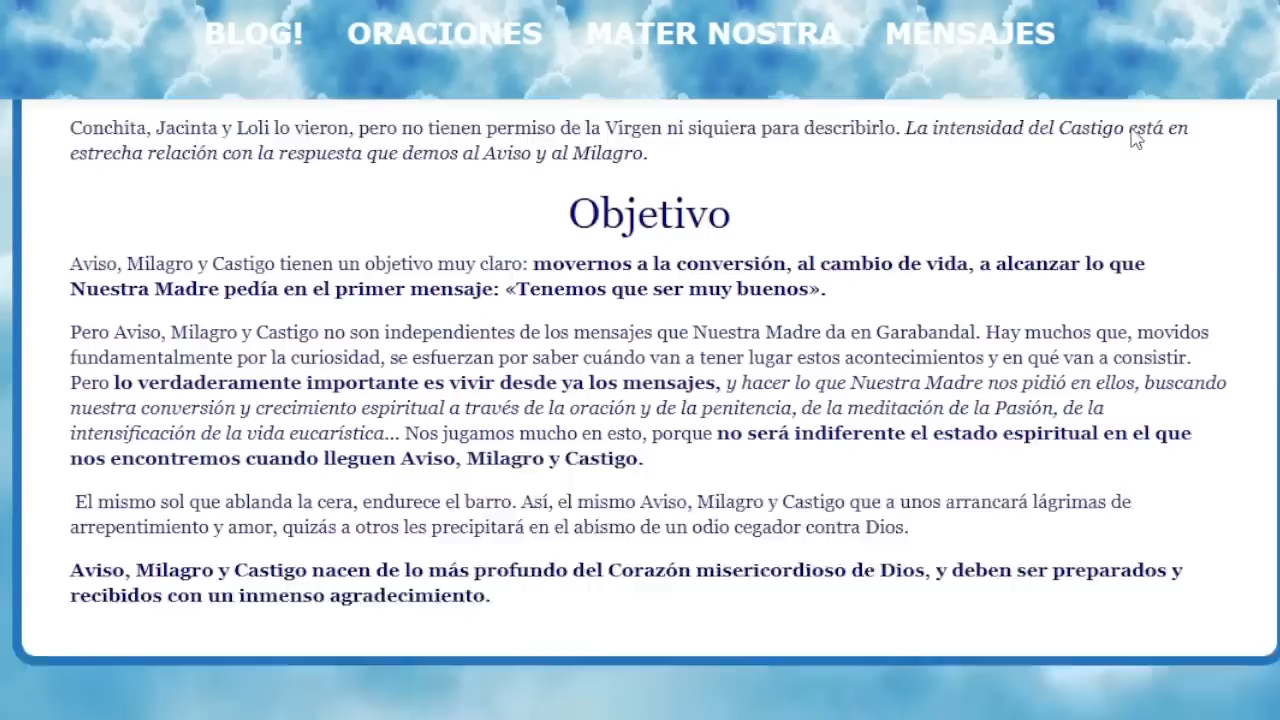 BLOG! ORACIONES MATER NOSTRA MENSAJES
Conchita, Jacinta y Loli lo vieron, pero no tienen permiso de la Virgen ni siquiera para describirlo. La intensidad del Castigo está en
estrecha relación con la respuesta que demos al Aviso y al Milagro.
Objetivo
Aviso, Milagro y Castigo tienen un objetivo muy claro: movernos a la conversión, al cambio de vida, a alcanzar lo que
Nuestra Madre pedía en el primer mensaje: «Tenemos que ser muy buenos».
Pero Aviso, Milagro y Castigo no son independientes de los mensajes que Nuestra Madre da en Garabandal. Hay muchos que, movidos
fundamentalmente por la curiosidad, se esfuerzan por saber cuándo van a tener lugar estos acontecimientos y en qué van a consistir.
Pero lo verdaderamente importante es vivir desde ya los mensajes, y hacer lo que Nuestra Madre nos pidió en ellos, buscando
nuestra conversión y crecimiento espiritual a través de la oración y de la penitencia, de la meditación de la Pasión, de la
intensificación de la vida eucarística... Nos jugamos mucho en esto, porque no será indiferente el estado espiritual en el que
nos encontremos cuando lleguen Aviso, Milagro y Castigo.
El mismo sol que ablanda la cera, endurece el barro. Así, el mismo Aviso, Milagro y Castigo que a unos arrancará lágrimas de
arrepentimiento y amor, quizás a otros les precipitará en el abismo de un odio cegador contra Dios.
Aviso, Milagro y Castigo nacen de lo más profundo del Corazón misericordioso de Dios, y deben ser preparados y
recibidos con un inmenso agradecimiento.